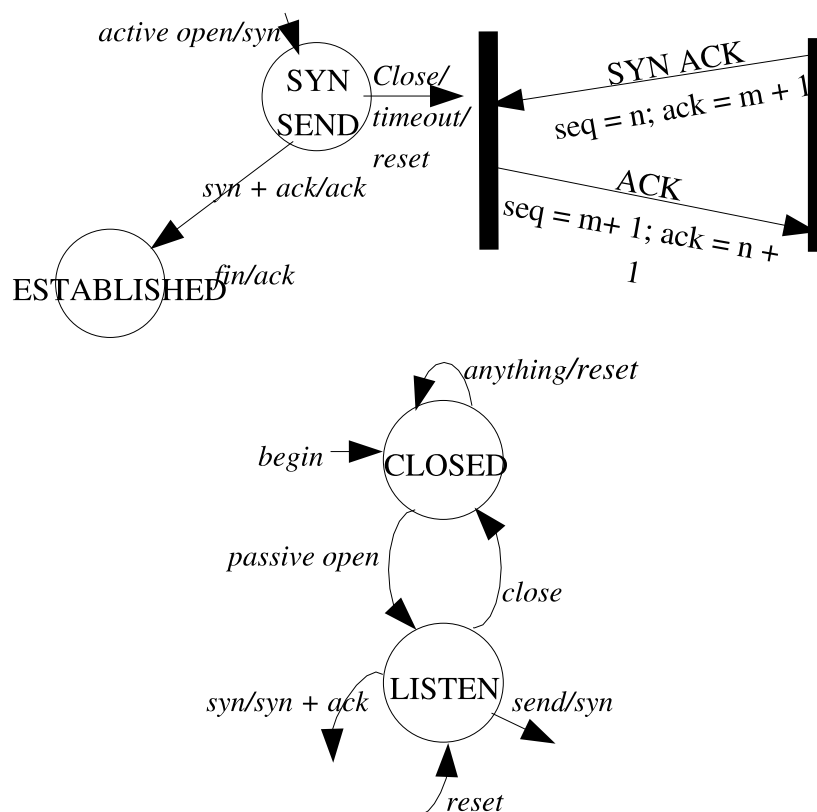 active open/syn
SYN
SEND
Close/
timeout/
reset
syn + ack/ack
ESTABLISHED
fin/ack
SYN ACK
seq = n; ack = m + 1
ACK
seq = m+ 1; ack = n +
1
anything/reset
begin
CLOSED
passive open
close
LISTEN
syn/syn + ack
send/syn
reset